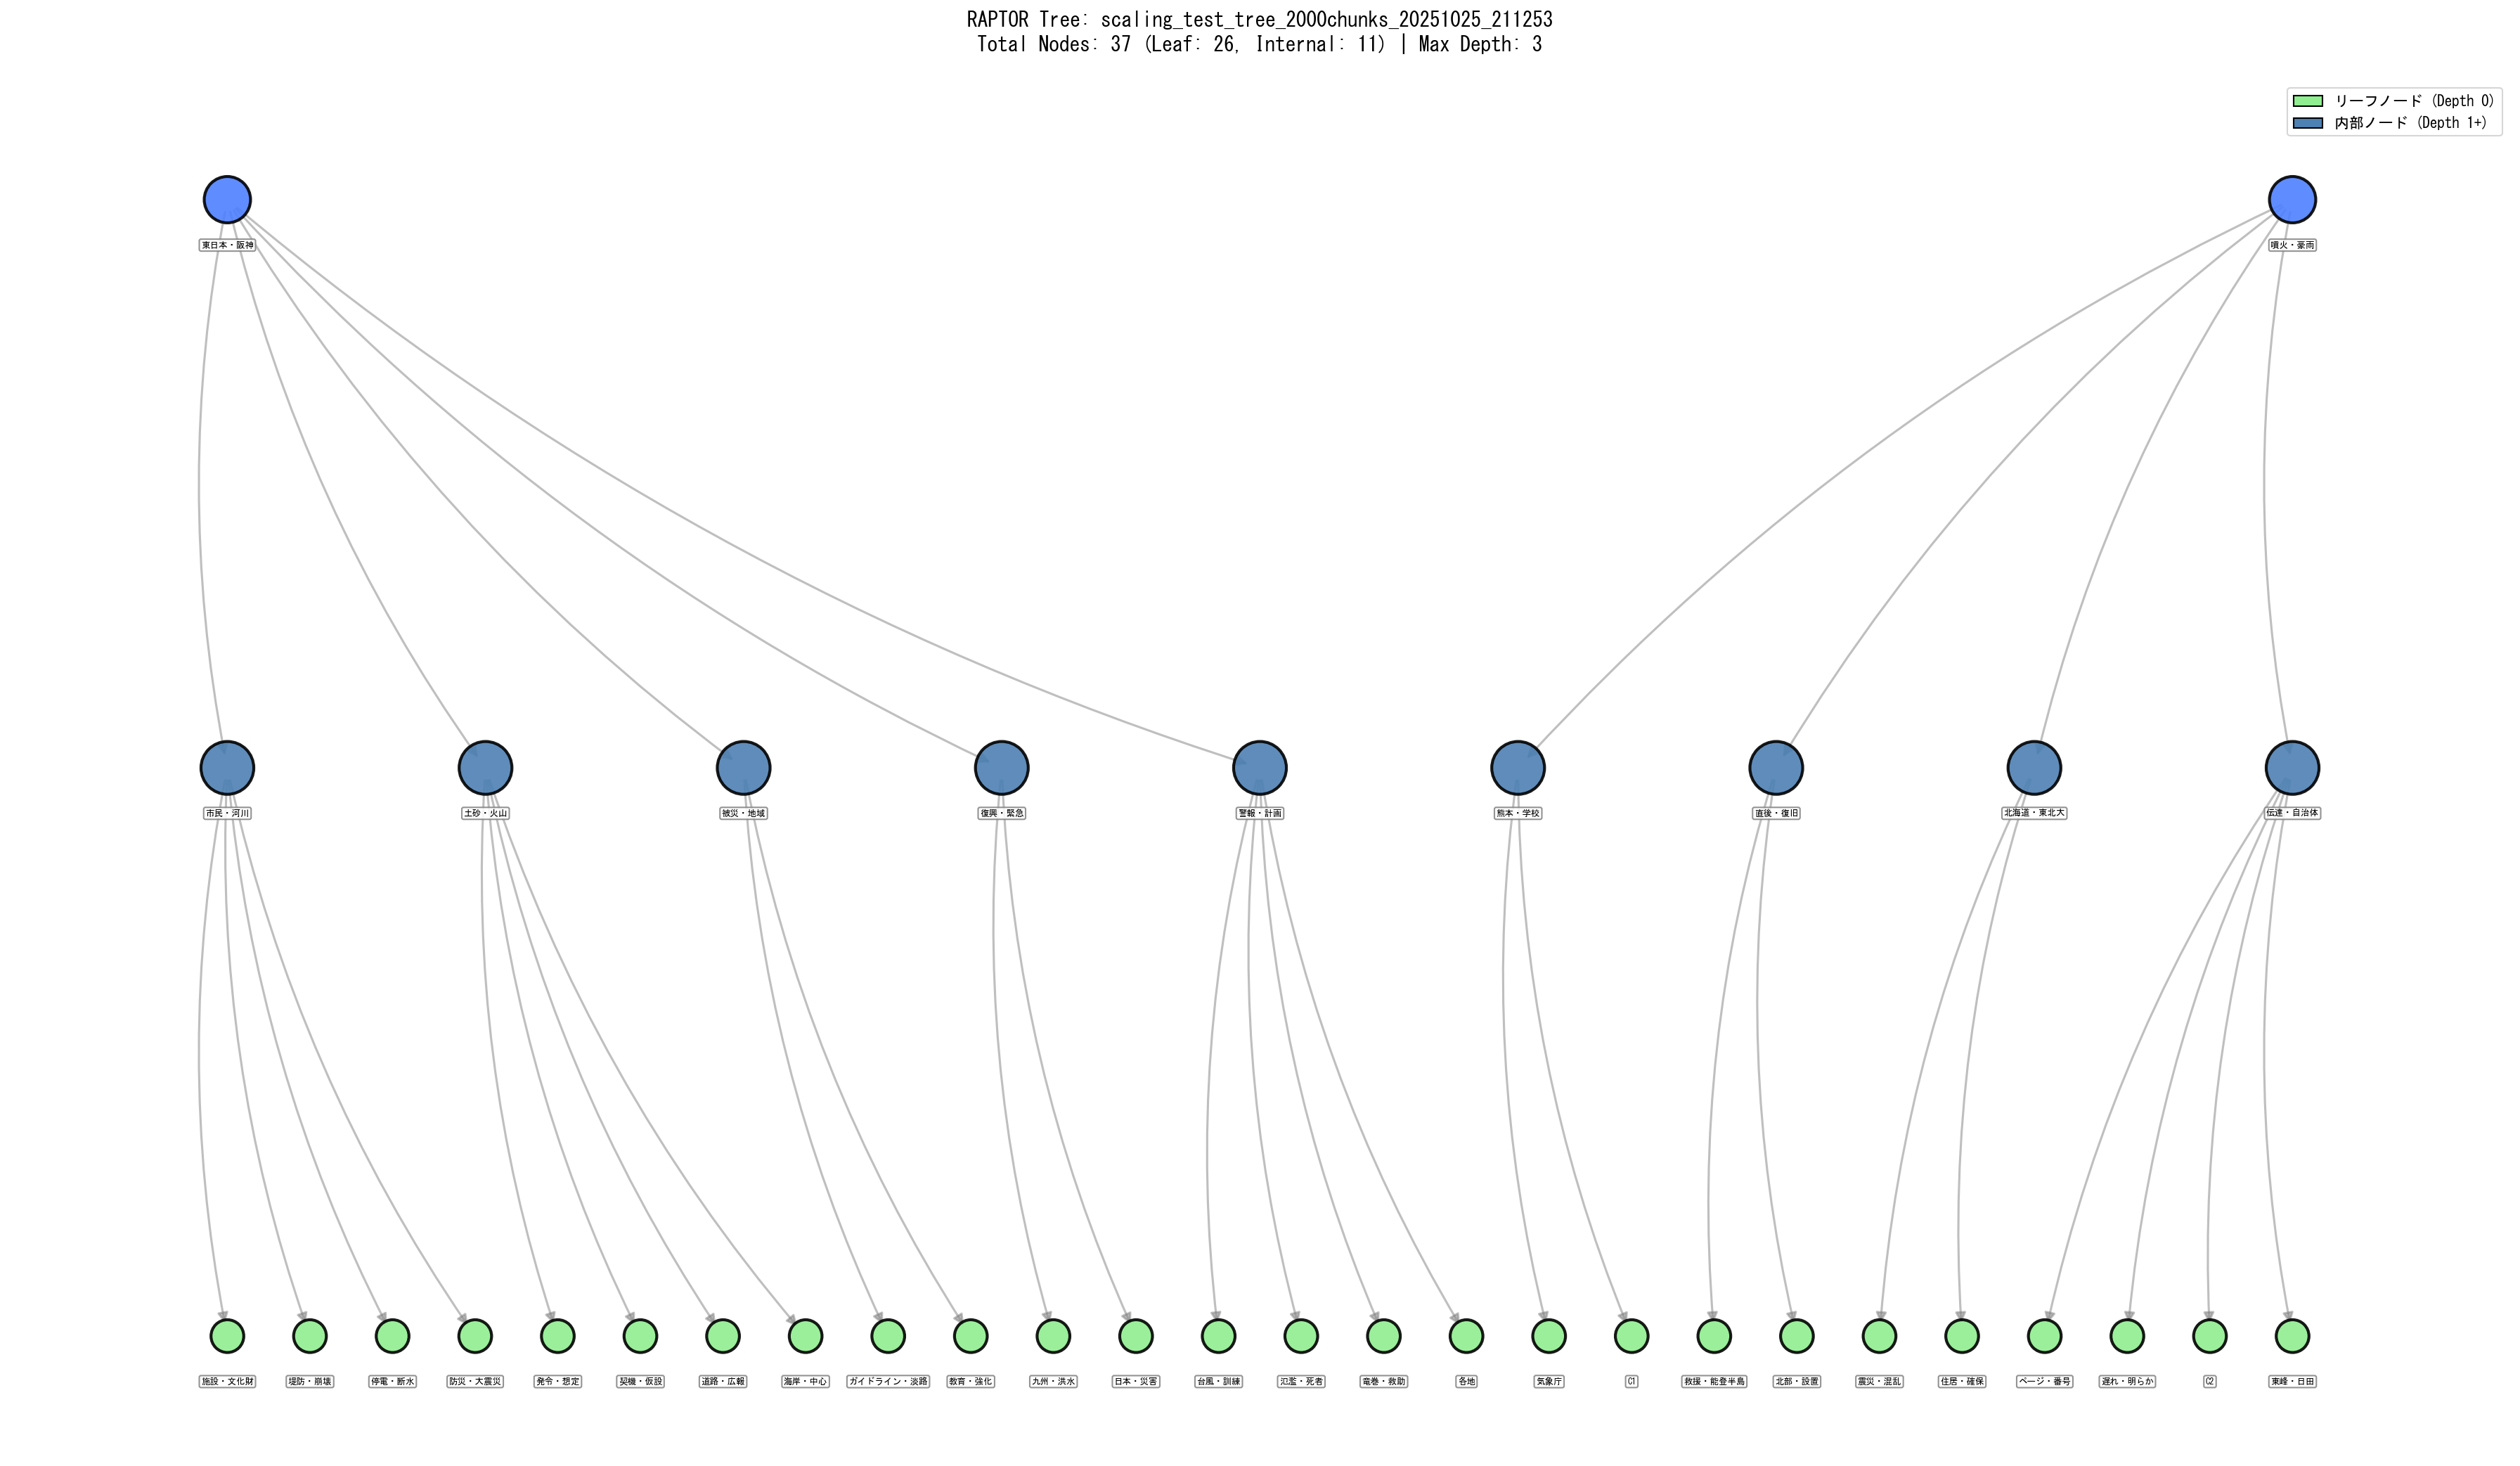 RAPTOR Tree: scaling_test_tree_2000chunks_20251025_211253
Total Nodes: 37 (Leaf: 26, Internal: 11) | Max Depth: 3
リーフノード (Depth 0)
内部ノード (Depth 1+)
東日本・阪神
噴火・豪雨
市民・河川
土砂・火山
被災・地域
復興・緊急
警報・計画
熊本・学校
直後・復旧
北海道・東北大
伝達・自治体
施設・文化財
堤防・崩壊
停電・断水
防災・大震災
発令・想定
契機・仮設
道路・広報
海岸・中心
ガイドライン・淡路
教育・強化
九州・洪水
日本・災害
台風・訓練
氾濫・死者
竜巻・救助
各地
気象庁
C1
救援・能登半島
北部・設置
震災・混乱
住居・確保
ページ・番号
遅れ・明らか
C2
東峰・日田